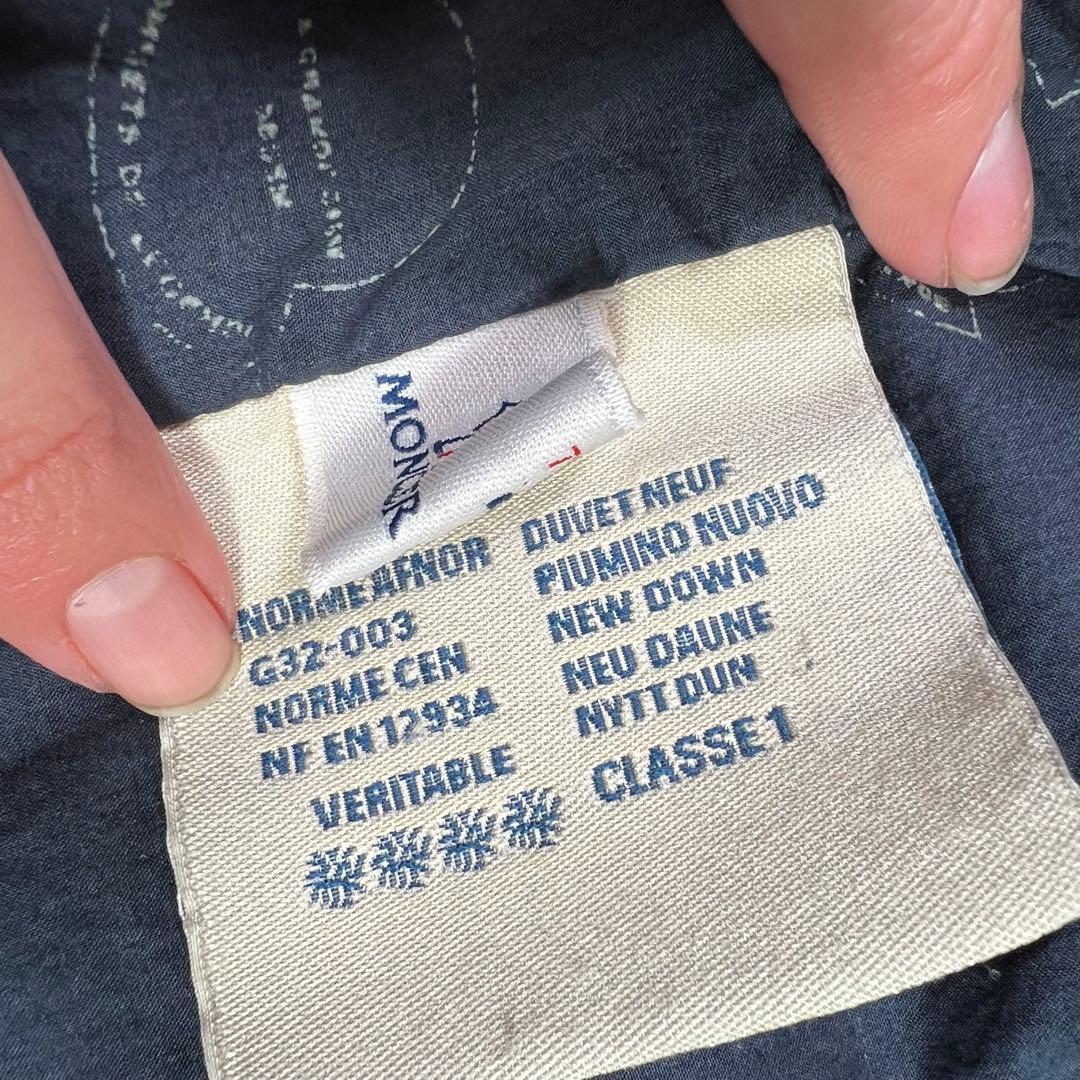 MONCLR
NORME AFNOR
G32-003
NORME CEN
NF EN 12934
VERITABLE
DUVET NEUF
PIUMINO NUOVO
NEW DOWN
NEU DAUNE
NYTT DUN
CLASSE 1